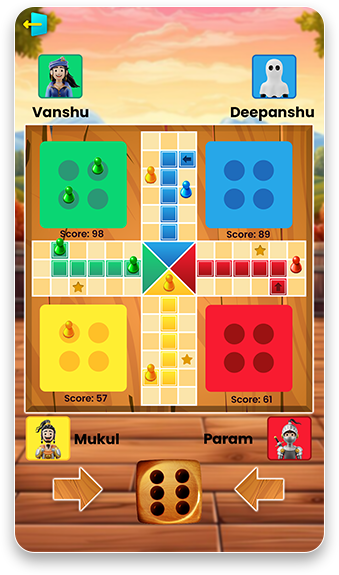 Vanshu
Deepanshu
Score: 98
Score: 89
Score: 57
Score: 61
Mukul
Param